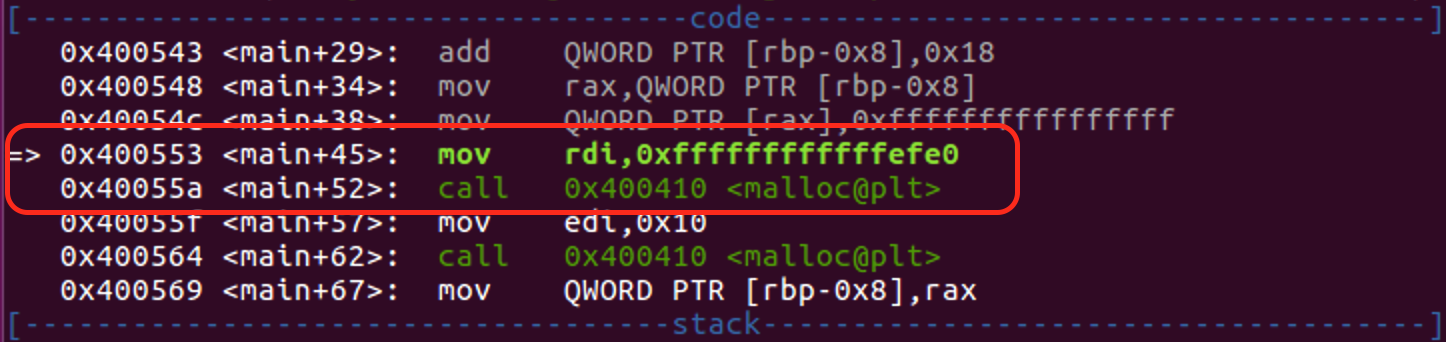 [-------------------------------------code-------------------------------------]
0x400543 <main+29>: add QWORD PTR [rbp-0x8],0x18
0x400548 <main+34>: mov rax,QWORD PTR [rbp-0x8]
0x40054c <main+38>: mov QWORD PTR [rax],0xffffffffffffffff
=> 0x400553 <main+45>: mov rdi,0xffffffffffffefe0
0x40055a <main+52>: call 0x400410 <malloc@plt>
0x40055f <main+57>: mov edi,0x10
0x400564 <main+62>: call 0x400410 <malloc@plt>
0x400569 <main+67>: mov QWORD PTR [rbp-0x8],rax
[------------------------------------stack-------------------------------------]